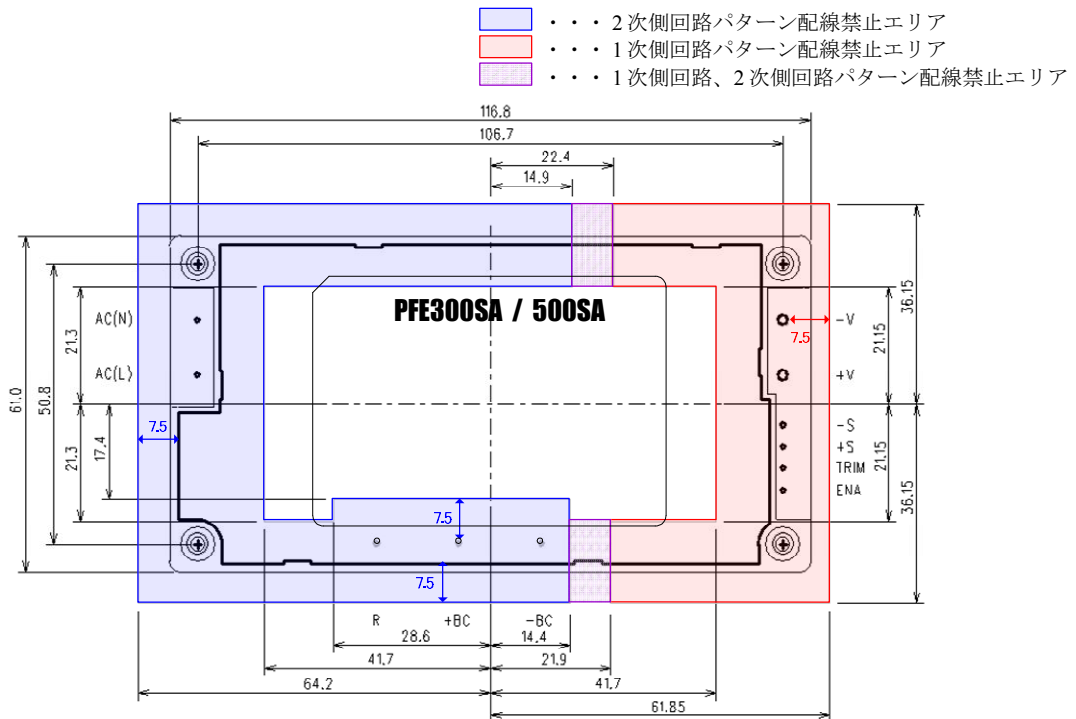 ・・・ 2次側回路パターン配線禁止エリア
・・・ 1次側回路パターン配線禁止エリア
・・・ 1次側回路、2次側回路パターン配線禁止エリア
116.8
106.7
22.4
14.9
PFE300SA / 500SA
AC(N)
AC(L)
61.0
50.8
21.3
21.3
17.4
7.5
7.5
7.5
7.5
-V
+V
-S
+S
TRIM
ENA
21.15
21.15
36.15
36.15
R +BC -BC
28.6 14.4
41.7 21.9
64.2 41.7
61.85